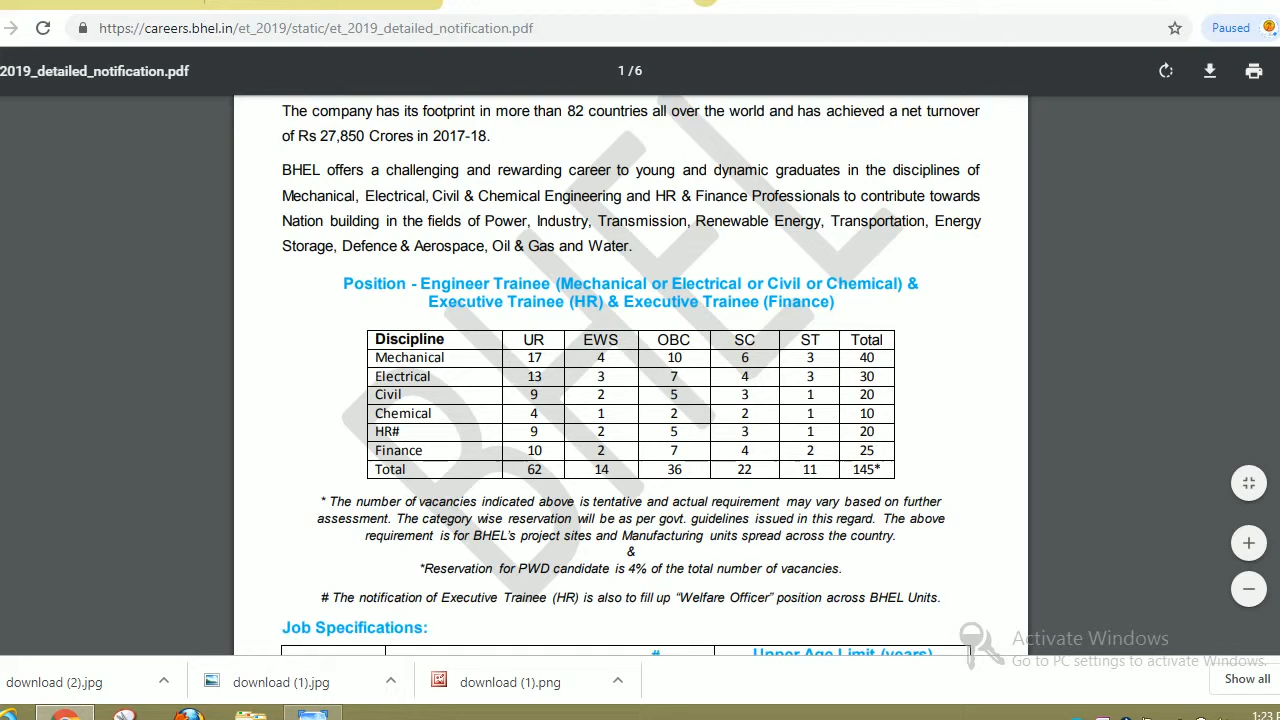 https://careers.bhel.in/et_2019/static/et_2019_detailed_notification.pdf
Paused
2019_detailed_notification.pdf
1 / 6
The company has its footprint in more than 82 countries all over the world and has achieved a net turnover
of Rs 27,850 Crores in 2017-18.
BHEL offers a challenging and rewarding career to young and dynamic graduates in the disciplines of
Mechanical, Electrical, Civil & Chemical Engineering and HR & Finance Professionals to contribute towards
Nation building in the fields of Power, Industry, Transmission, Renewable Energy, Transportation, Energy
Storage, Defence & Aerospace, Oil & Gas and Water.
Position - Engineer Trainee (Mechanical or Electrical or Civil or Chemical) &
Executive Trainee (HR) & Executive Trainee (Finance)
Discipline UR EWS OBC SC ST Total
Mechanical 17 4 10 6 3 40
Electrical 13 3 7 4 3 30
Civil 9 2 5 3 1 20
Chemical 4 1 2 2 1 10
HR# 9 2 5 3 1 20
Finance 10 2 7 4 2 25
Total 62 14 36 22 11 145*
* The number of vacancies indicated above is tentative and actual requirement may vary based on further
assessment. The category wise reservation will be as per govt. guidelines issued in this regard. The above
requirement is for BHEL's project sites and Manufacturing units spread across the country.
&
*Reservation for PWD candidate is 4% of the total number of vacancies.
# The notification of Executive Trainee (HR) is also to fill up “Welfare Officer” position across BHEL Units.
BHEL
Job Specifications:
# Upper Age Limit (years)
Activate Windows
Go to PC settings to activate Windows.
download (2).jpg
download (1).jpg
download (1).png
Show all